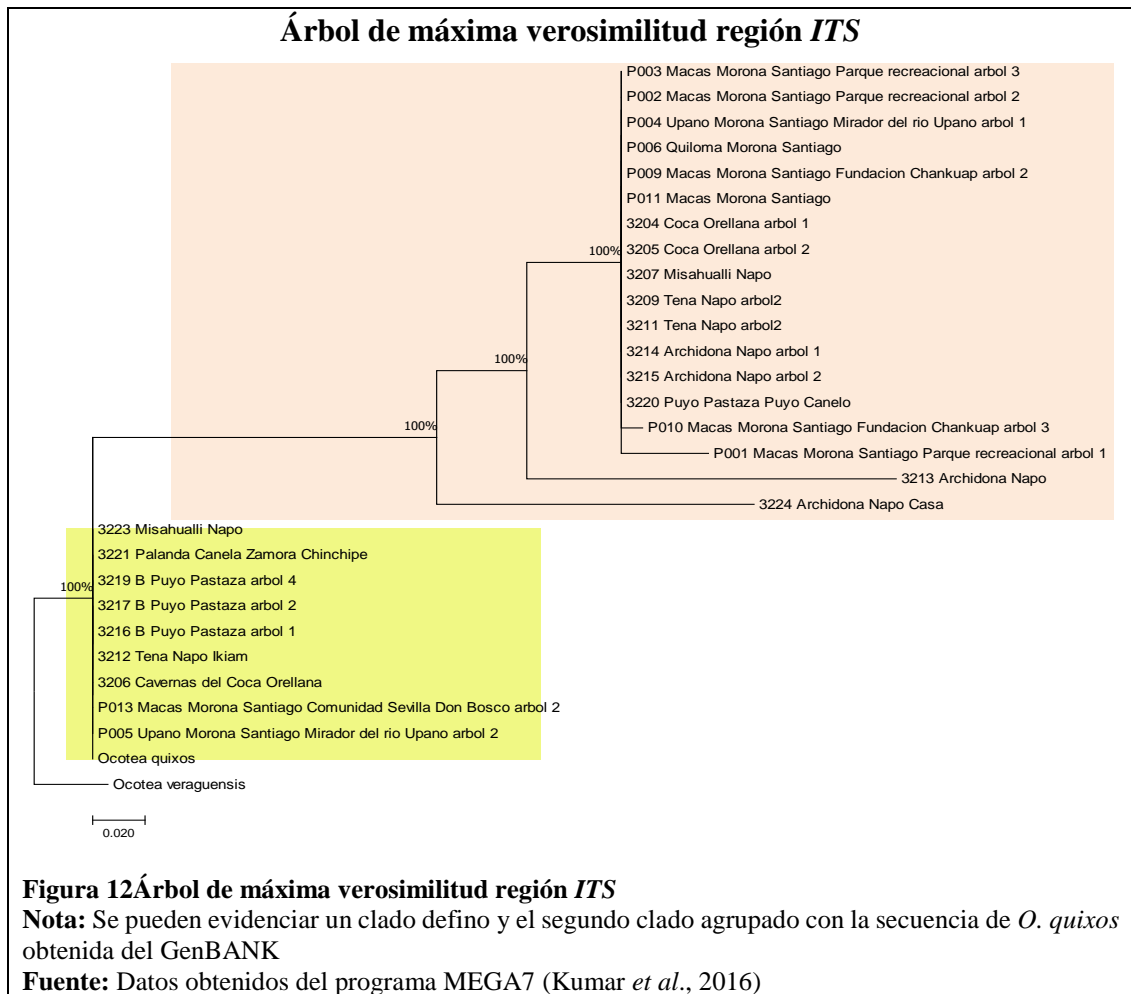 Árbol de máxima verosimilitud región ITS
P003 Macas Morona Santiago Parque recreacional arbol 3
P002 Macas Morona Santiago Parque recreacional arbol 2
P004 Upano Morona Santiago Mirador del rio Upano arbol 1
P006 Quiloma Morona Santiago
P009 Macas Morona Santiago Fundacion Chankuap arbol 2
P011 Macas Morona Santiago
3204 Coca Orellana arbol 1
100%
3205 Coca Orellana arbol 2
3207 Misahualli Napo
3209 Tena Napo arbol2
3211 Tena Napo arbol2
3214 Archidona Napo arbol 1
100%
3215 Archidona Napo arbol 2
3220 Puyo Pastaza Puyo Canelo
100%
P010 Macas Morona Santiago Fundacion Chankuap arbol 3
P001 Macas Morona Santiago Parque recreacional arbol 1
3213 Archidona Napo
3224 Archidona Napo Casa
3223 Misahualli Napo
3221 Palanda Canela Zamora Chinchipe
3219 B Puyo Pastaza arbol 4
100%
3217 B Puyo Pastaza arbol 2
3216 B Puyo Pastaza arbol 1
3212 Tena Napo Ikiam
3206 Cavernas del Coca Orellana
P013 Macas Morona Santiago Comunidad Sevilla Don Bosco arbol 2
P005 Upano Morona Santiago Mirador del rio Upano arbol 2
Ocotea quixos
Ocotea veraguensis
0.020
Figura 12Árbol de máxima verosimilitud región ITS
Nota: Se pueden evidenciar un clado defino y el segundo clado agrupado con la secuencia de O. quixos
obtenida del GenBANK
Fuente: Datos obtenidos del programa MEGA7 (Kumar et al., 2016)